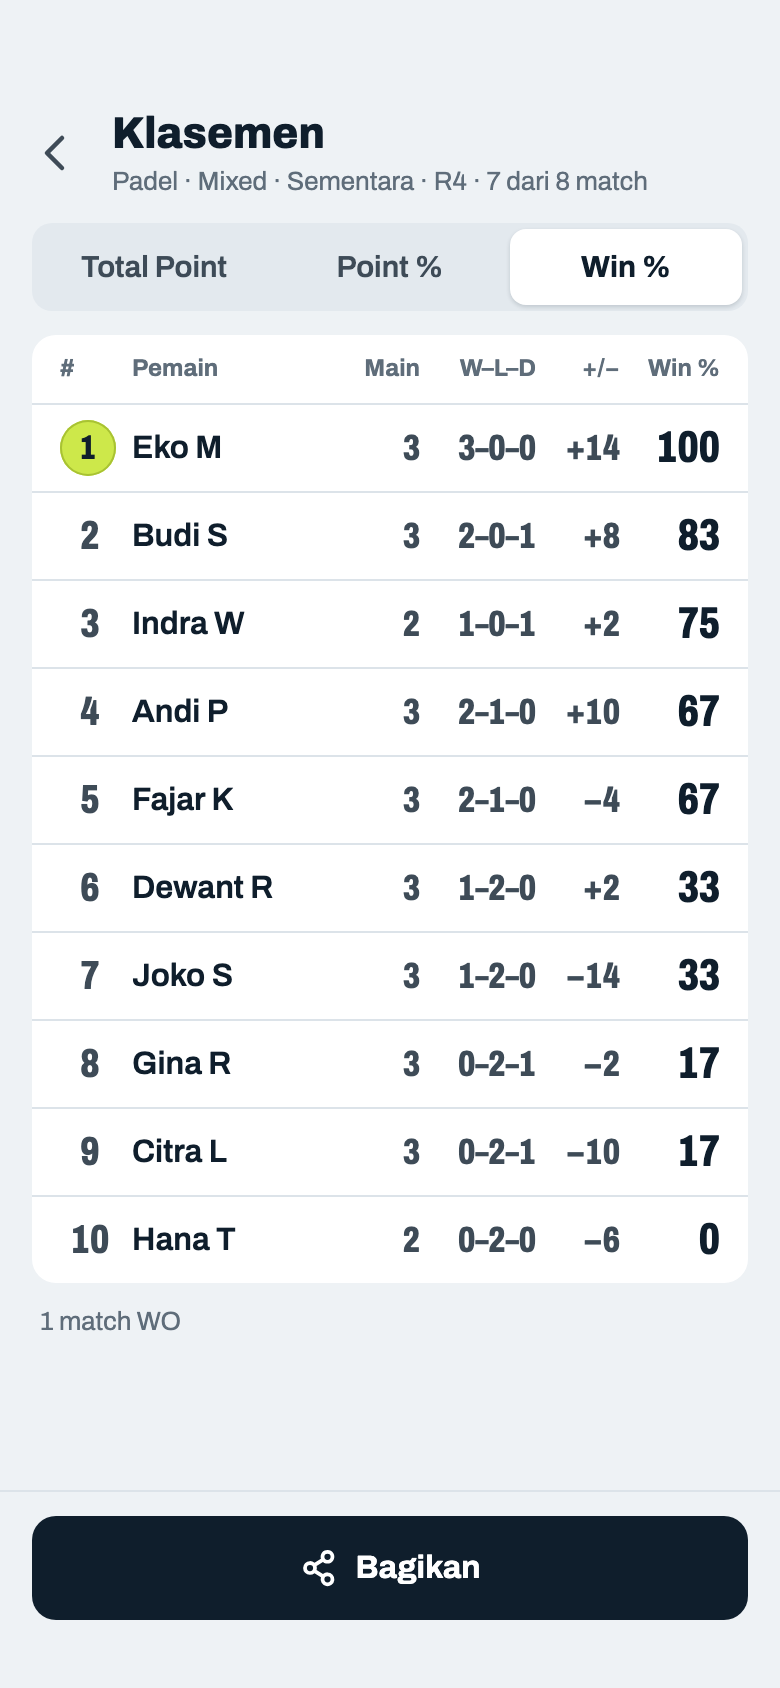 Klasemen
Padel · Mixed · Sementara · R4 · 7 dari 8 match
Total Point Point % Win %
# Pemain Main W–L–D +/– Win %
1 Eko M 3 3–0–0 +14 100
2 Budi S 3 2–0–1 +8 83
3 Indra W 2 1–0–1 +2 75
4 Andi P 3 2–1–0 +10 67
5 Fajar K 3 2–1–0 –4 67
6 Dewant R 3 1–2–0 +2 33
7 Joko S 3 1–2–0 –14 33
8 Gina R 3 0–2–1 –2 17
9 Citra L 3 0–2–1 –10 17
10 Hana T 2 0–2–0 –6 0
1 match WO
Bagikan